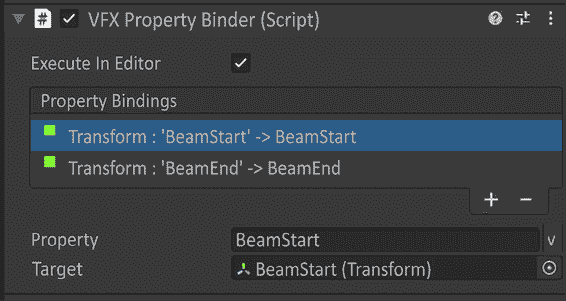 VFX Property Binder (Script)
Execute In Editor
Property Bindings
Transform : 'BeamStart' -> BeamStart
Transform : 'BeamEnd' -> BeamEnd
+ −
Property BeamStart
Target BeamStart (Transform)